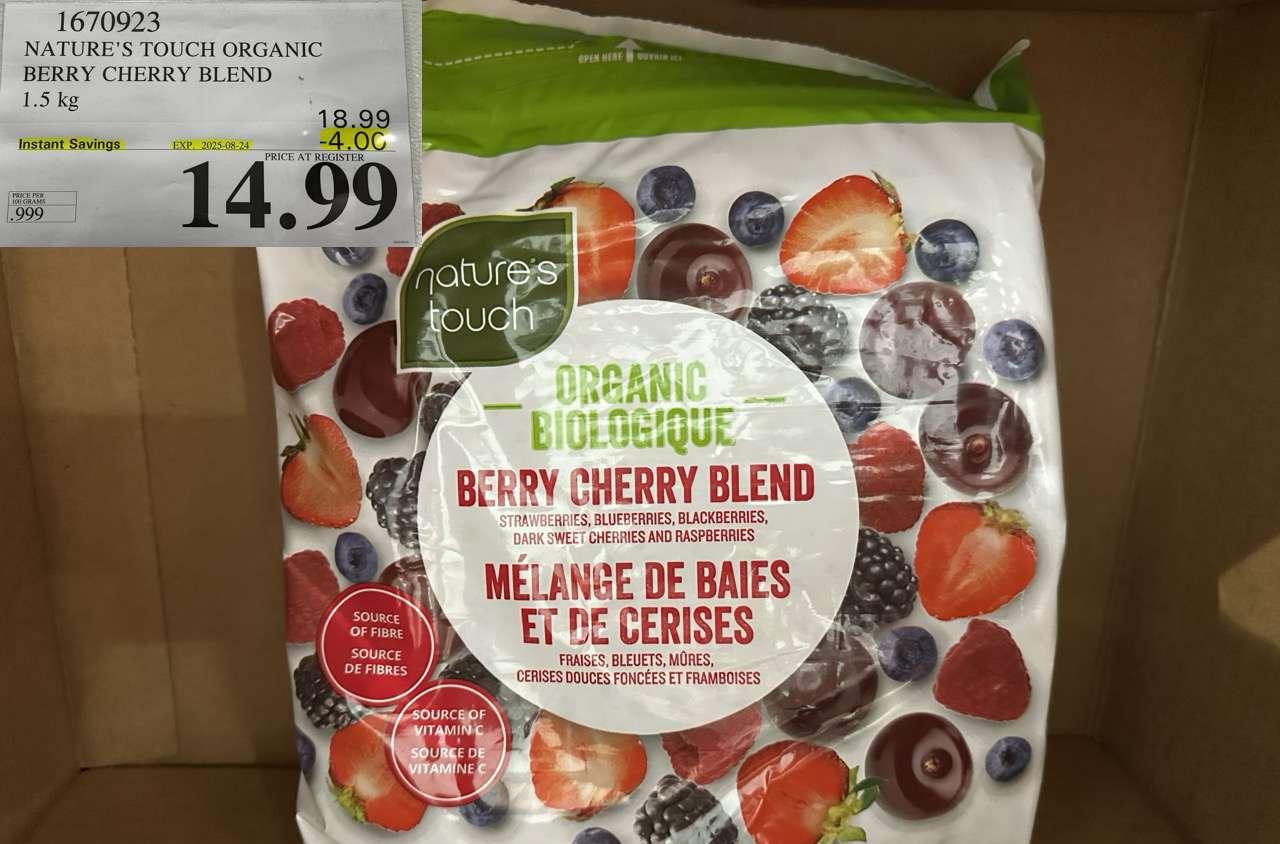 1670923
NATURE'S TOUCH ORGANIC
BERRY CHERRY BLEND
1.5 kg
18.99
Instant Savings EXP. 2025-08-24 -4.00
PRICE AT REGISTER
14.99
PRICE PER
100 GRAMS
.999
OPEN HERE OUVRIR ICI
nature's
touch
ORGANIC
BIOLOGIQUE
BERRY CHERRY BLEND
STRAWBERRIES, BLUEBERRIES, BLACKBERRIES,
DARK SWEET CHERRIES AND RASPBERRIES
MÉLANGE DE BAIES
ET DE CERISES
FRAISES, BLEUETS, MÛRES,
CERISES DOUCES FONCÉES ET FRAMBOISES
SOURCE
OF FIBRE
SOURCE
DE FIBRES
SOURCE OF
VITAMIN C
SOURCE DE
VITAMINE C